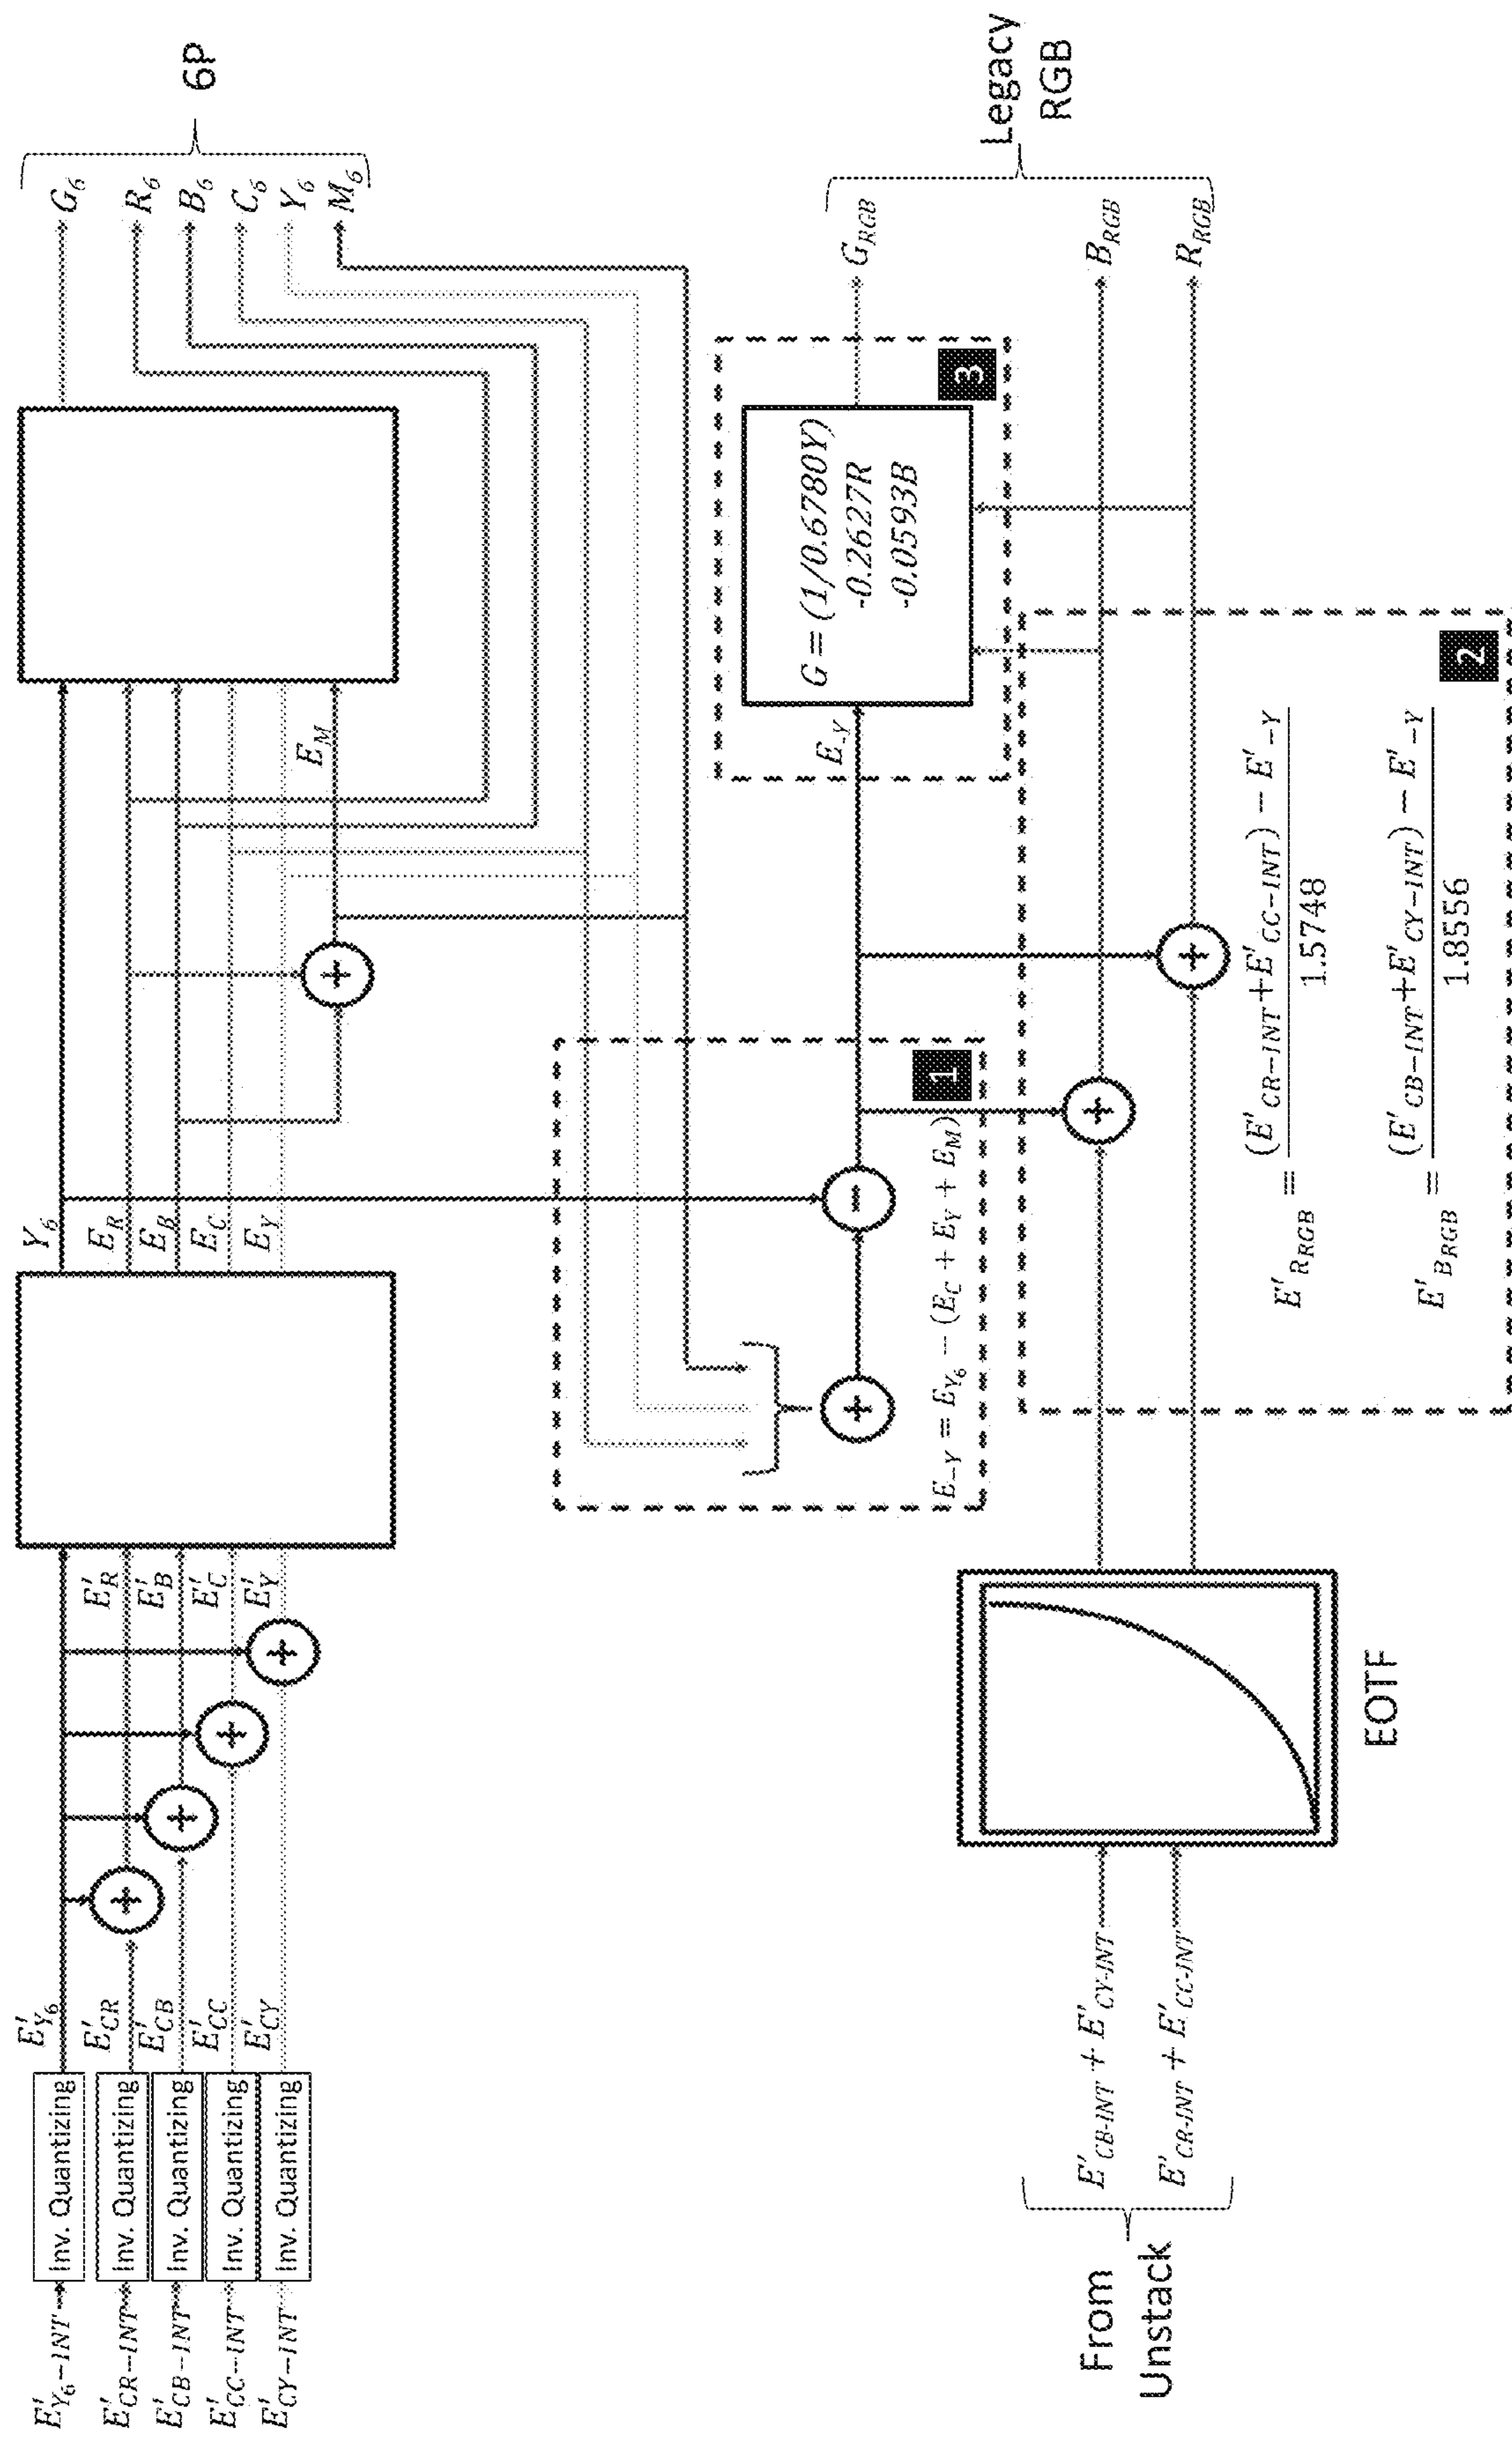 E'Y6-INT
E'CR-INT
E'CB-INT
E'CC-INT
E'CY-INT
Inv. Quantizing
Inv. Quantizing
Inv. Quantizing
Inv. Quantizing
Inv. Quantizing
E'Y6
E'CR
E'CB
E'CC
E'CY
+
+
+
+
E'R
E'B
E'C
E'Y
Y6
ER
EB
EC
EY
+
EM
G6
R6
B6
C6
Y6
M6
6P
+
−
E−Y = EY6 − (EC + EY + EM)
1
E-Y
G = (1/0.6780Y)
-0.2627R
-0.0593B
3
GRGB
BRGB
RRGB
Legacy
RGB
From
Unstack
E'CB-INT + E'CY-INT
E'CR-INT + E'CC-INT
EOTF
+
+
E'RRGB = (E'CR-INT+E'CC-INT) − E'−Y
1.5748
E'BRGB = (E'CB-INT+E'CY-INT) − E'−Y
1.8556
2